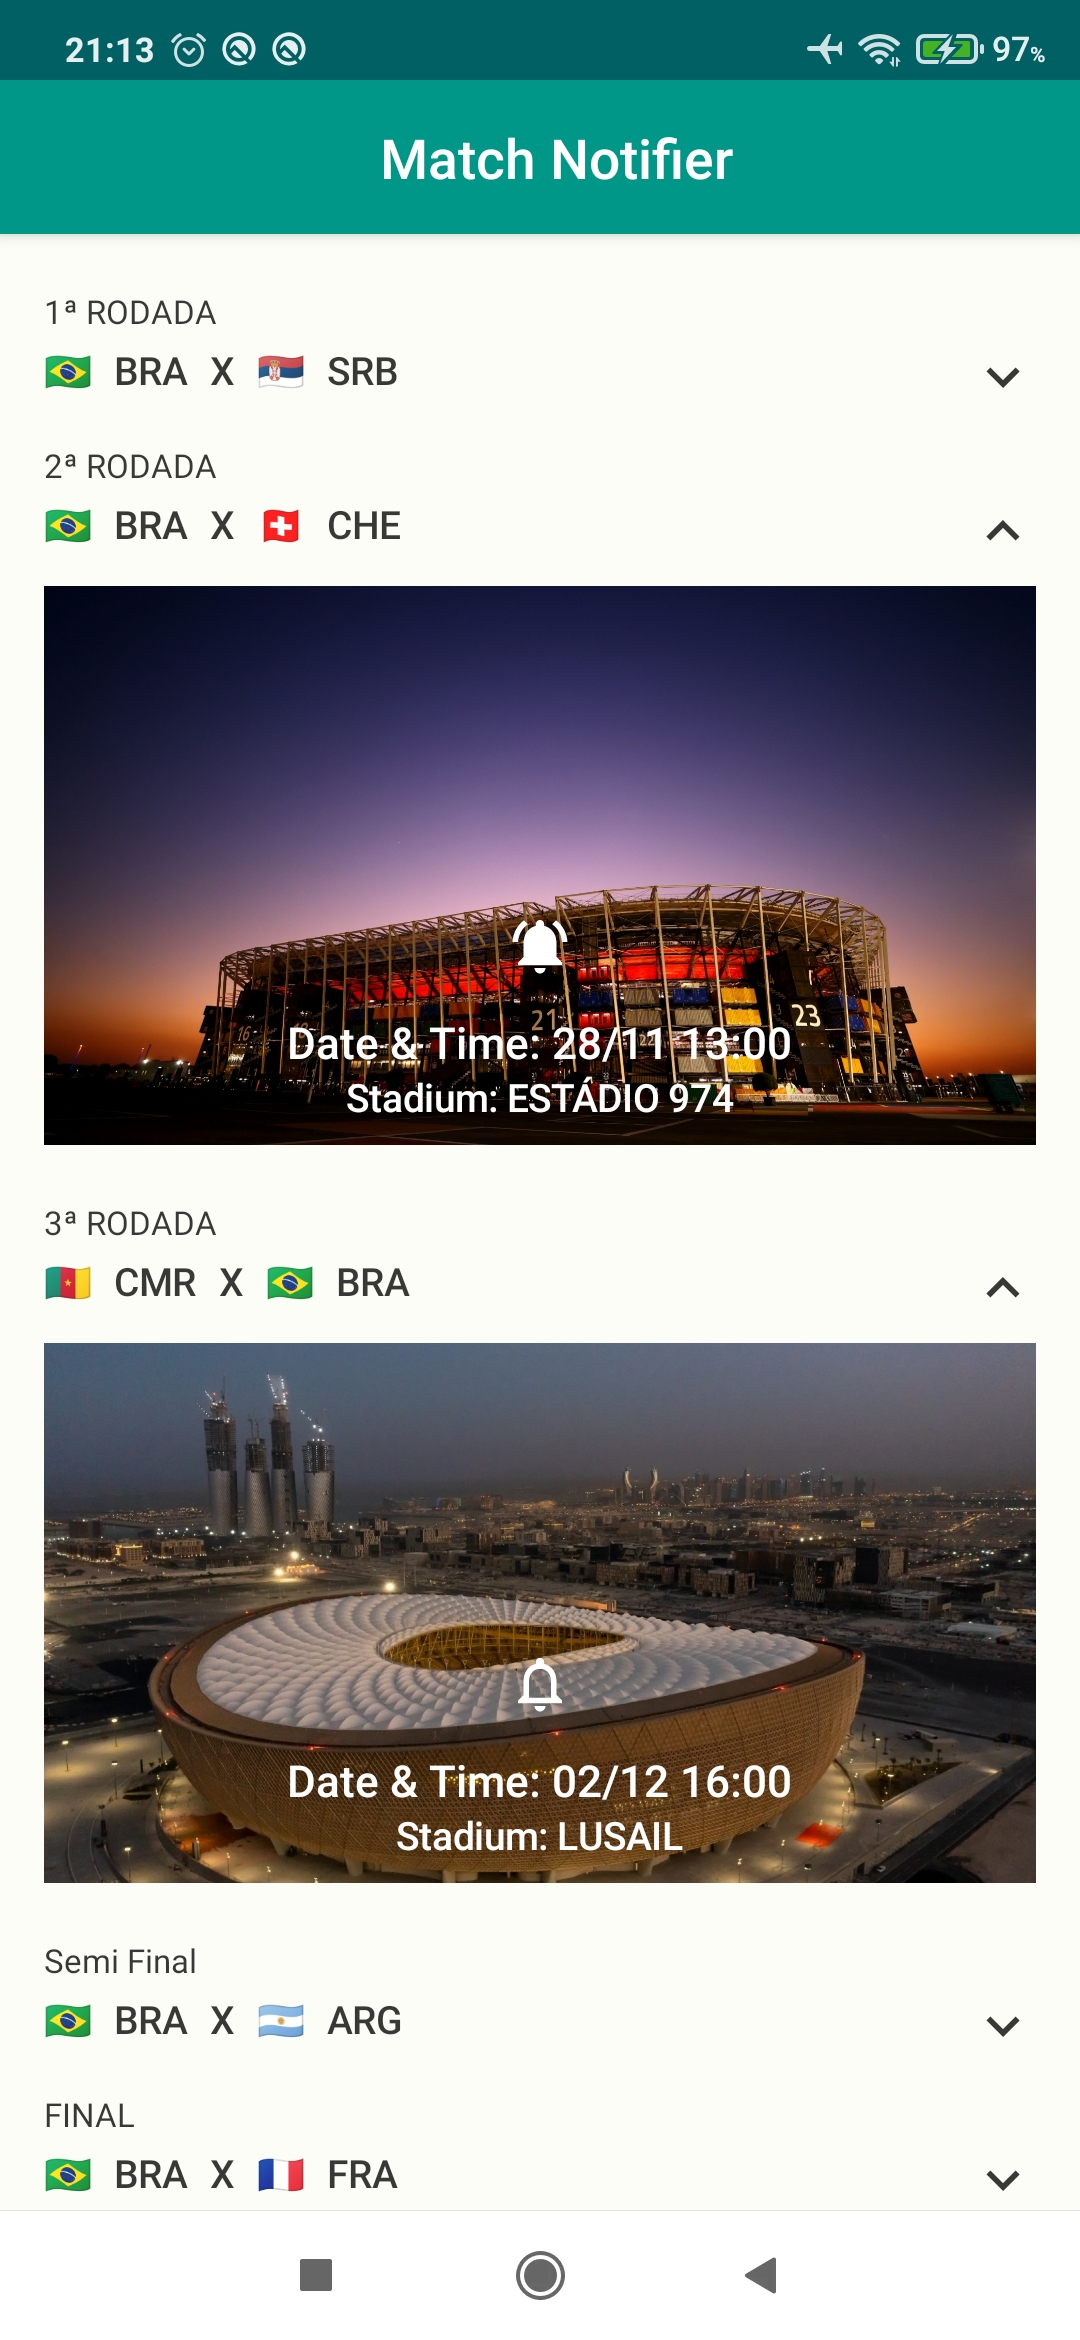 21:13 97%
Match Notifier
1ª RODADA
BRA X SRB
2ª RODADA
BRA X CHE
16 21 22 23
Date & Time: 28/11 13:00
Stadium: ESTÁDIO 974
3ª RODADA
CMR X BRA
Date & Time: 02/12 16:00
Stadium: LUSAIL
Semi Final
BRA X ARG
FINAL
BRA X FRA